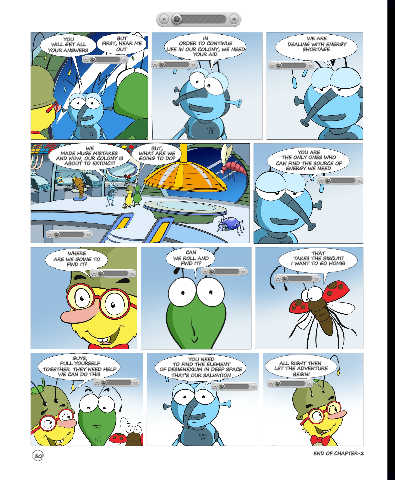 YOU
WILL GET ALL
YOUR ANSWERS
BUT
FIRST, HEAR ME
OUT
IN
ORDER TO CONTINUE
LIFE IN OUR COLONY, WE NEED
YOUR AID
WE ARE
DEALING WITH ENERGY
SHORTAGE
WE
MADE HUGE MISTAKES
AND NOW, OUR COLONY IS
ABOUT TO EXTINCT
BUT,
WHAT ARE WE
GOING TO DO?
YOU ARE
THE ONLY ONES WHO
CAN FIND THE SOURCE OF
ENERGY WE NEED
WHERE
ARE WE GOING TO
FIND IT?
CAN
WE ROLL AND
FIND IT?
THAT
TAKES THE BISCUIT
I WANT TO GO HOME
GUYS,
PULL YOURSELF
TOGETHER. THEY NEED HELP
WE CAN DO THIS
YOU NEED
TO FIND THE ELEMENT
OF DEMENEXIUM IN DEEP SPACE
THAT'S OUR SALVATION
ALL RIGHT THEN
LET THE ADVENTURE
BEGIN
30
END OF CHAPTER-2